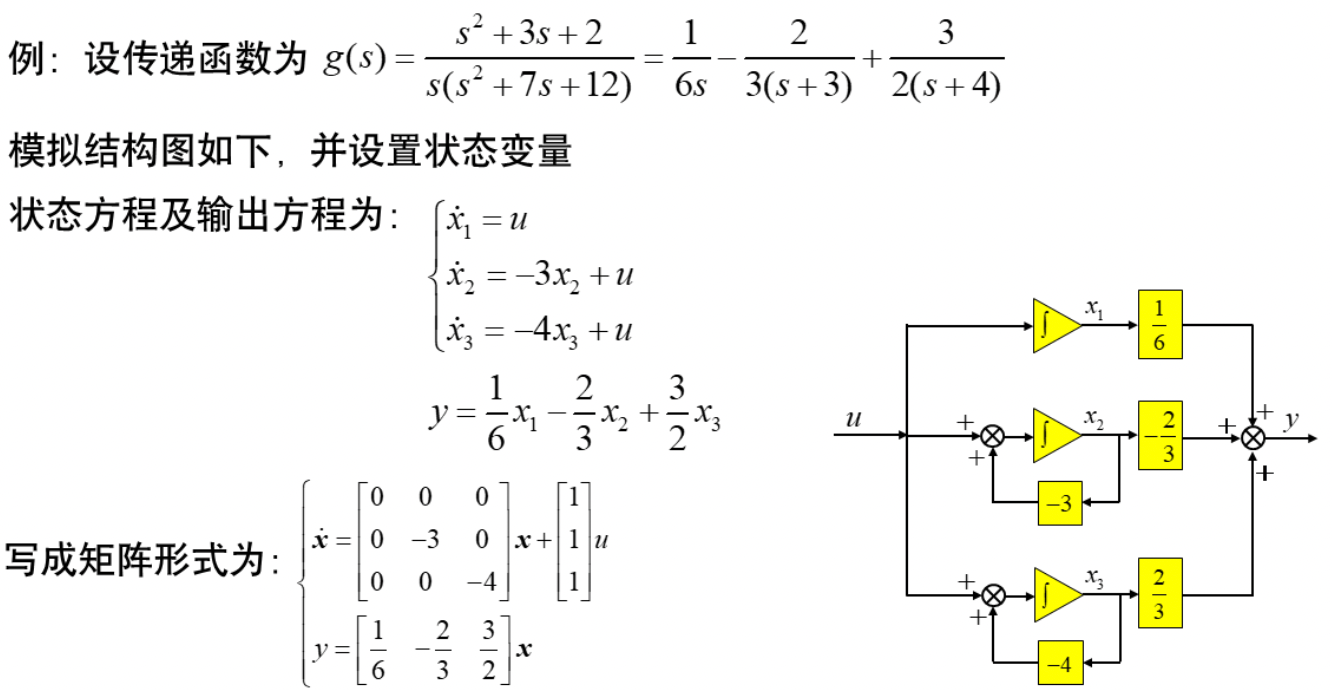 例：设传递函数为 g(s) = \frac{s^2+3s+2}{s(s^2+7s+12)} = \frac{1}{6s} - \frac{2}{3(s+3)} + \frac{3}{2(s+4)}
模拟结构图如下，并设置状态变量
状态方程及输出方程为： \begin{cases} \dot{x}_1 = u \\ \dot{x}_2 = -3x_2 + u \\ \dot{x}_3 = -4x_3 + u \end{cases}
y = \frac{1}{6}x_1 - \frac{2}{3}x_2 + \frac{3}{2}x_3
写成矩阵形式为： \begin{cases} \dot{x} = \begin{bmatrix} 0 & 0 & 0 \\ 0 & -3 & 0 \\ 0 & 0 & -4 \end{bmatrix} x + \begin{bmatrix} 1 \\ 1 \\ 1 \end{bmatrix} u \\ y = \begin{bmatrix} \frac{1}{6} & -\frac{2}{3} & \frac{3}{2} \end{bmatrix} x \end{cases}
∫ x_1 \frac{1}{6}
u + + ∫ x_2 -\frac{2}{3} + + y
-3 +
+ + ∫ x_3 \frac{2}{3}
-4